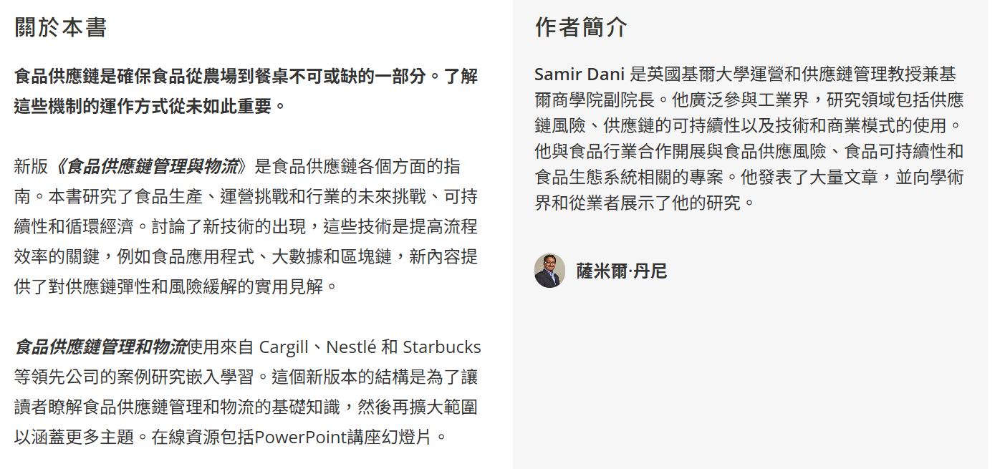 關於本書
食品供應鏈是確保食品從農場到餐桌不可或缺的一部分。了解
這些機制的運作方式從未如此重要。
新版《食品供應鏈管理與物流》是食品供應鏈各個方面的指
南。本書研究了食品生產、運營挑戰和行業的未來挑戰、可持
續性和循環經濟。討論了新技術的出現，這些技術是提高流程
效率的關鍵，例如食品應用程式、大數據和區塊鏈，新內容提
供了對供應鏈彈性和風險緩解的實用見解。
食品供應鏈管理和物流使用來自 Cargill、Nestlé 和 Starbucks
等領先公司的案例研究嵌入學習。這個新版本的結構是為了讓
讀者瞭解食品供應鏈管理和物流的基礎知識，然後再擴大範圍
以涵蓋更多主題。在線資源包括PowerPoint講座幻燈片。
作者簡介
Samir Dani 是英國基爾大學運營和供應鏈管理教授兼基
爾商學院副院長。他廣泛參與工業界，研究領域包括供應
鏈風險、供應鏈的可持續性以及技術和商業模式的使用。
他與食品行業合作開展與食品供應風險、食品可持續性和
食品生態系統相關的專案。他發表了大量文章，並向學術
界和從業者展示了他的研究。
薩米爾·丹尼